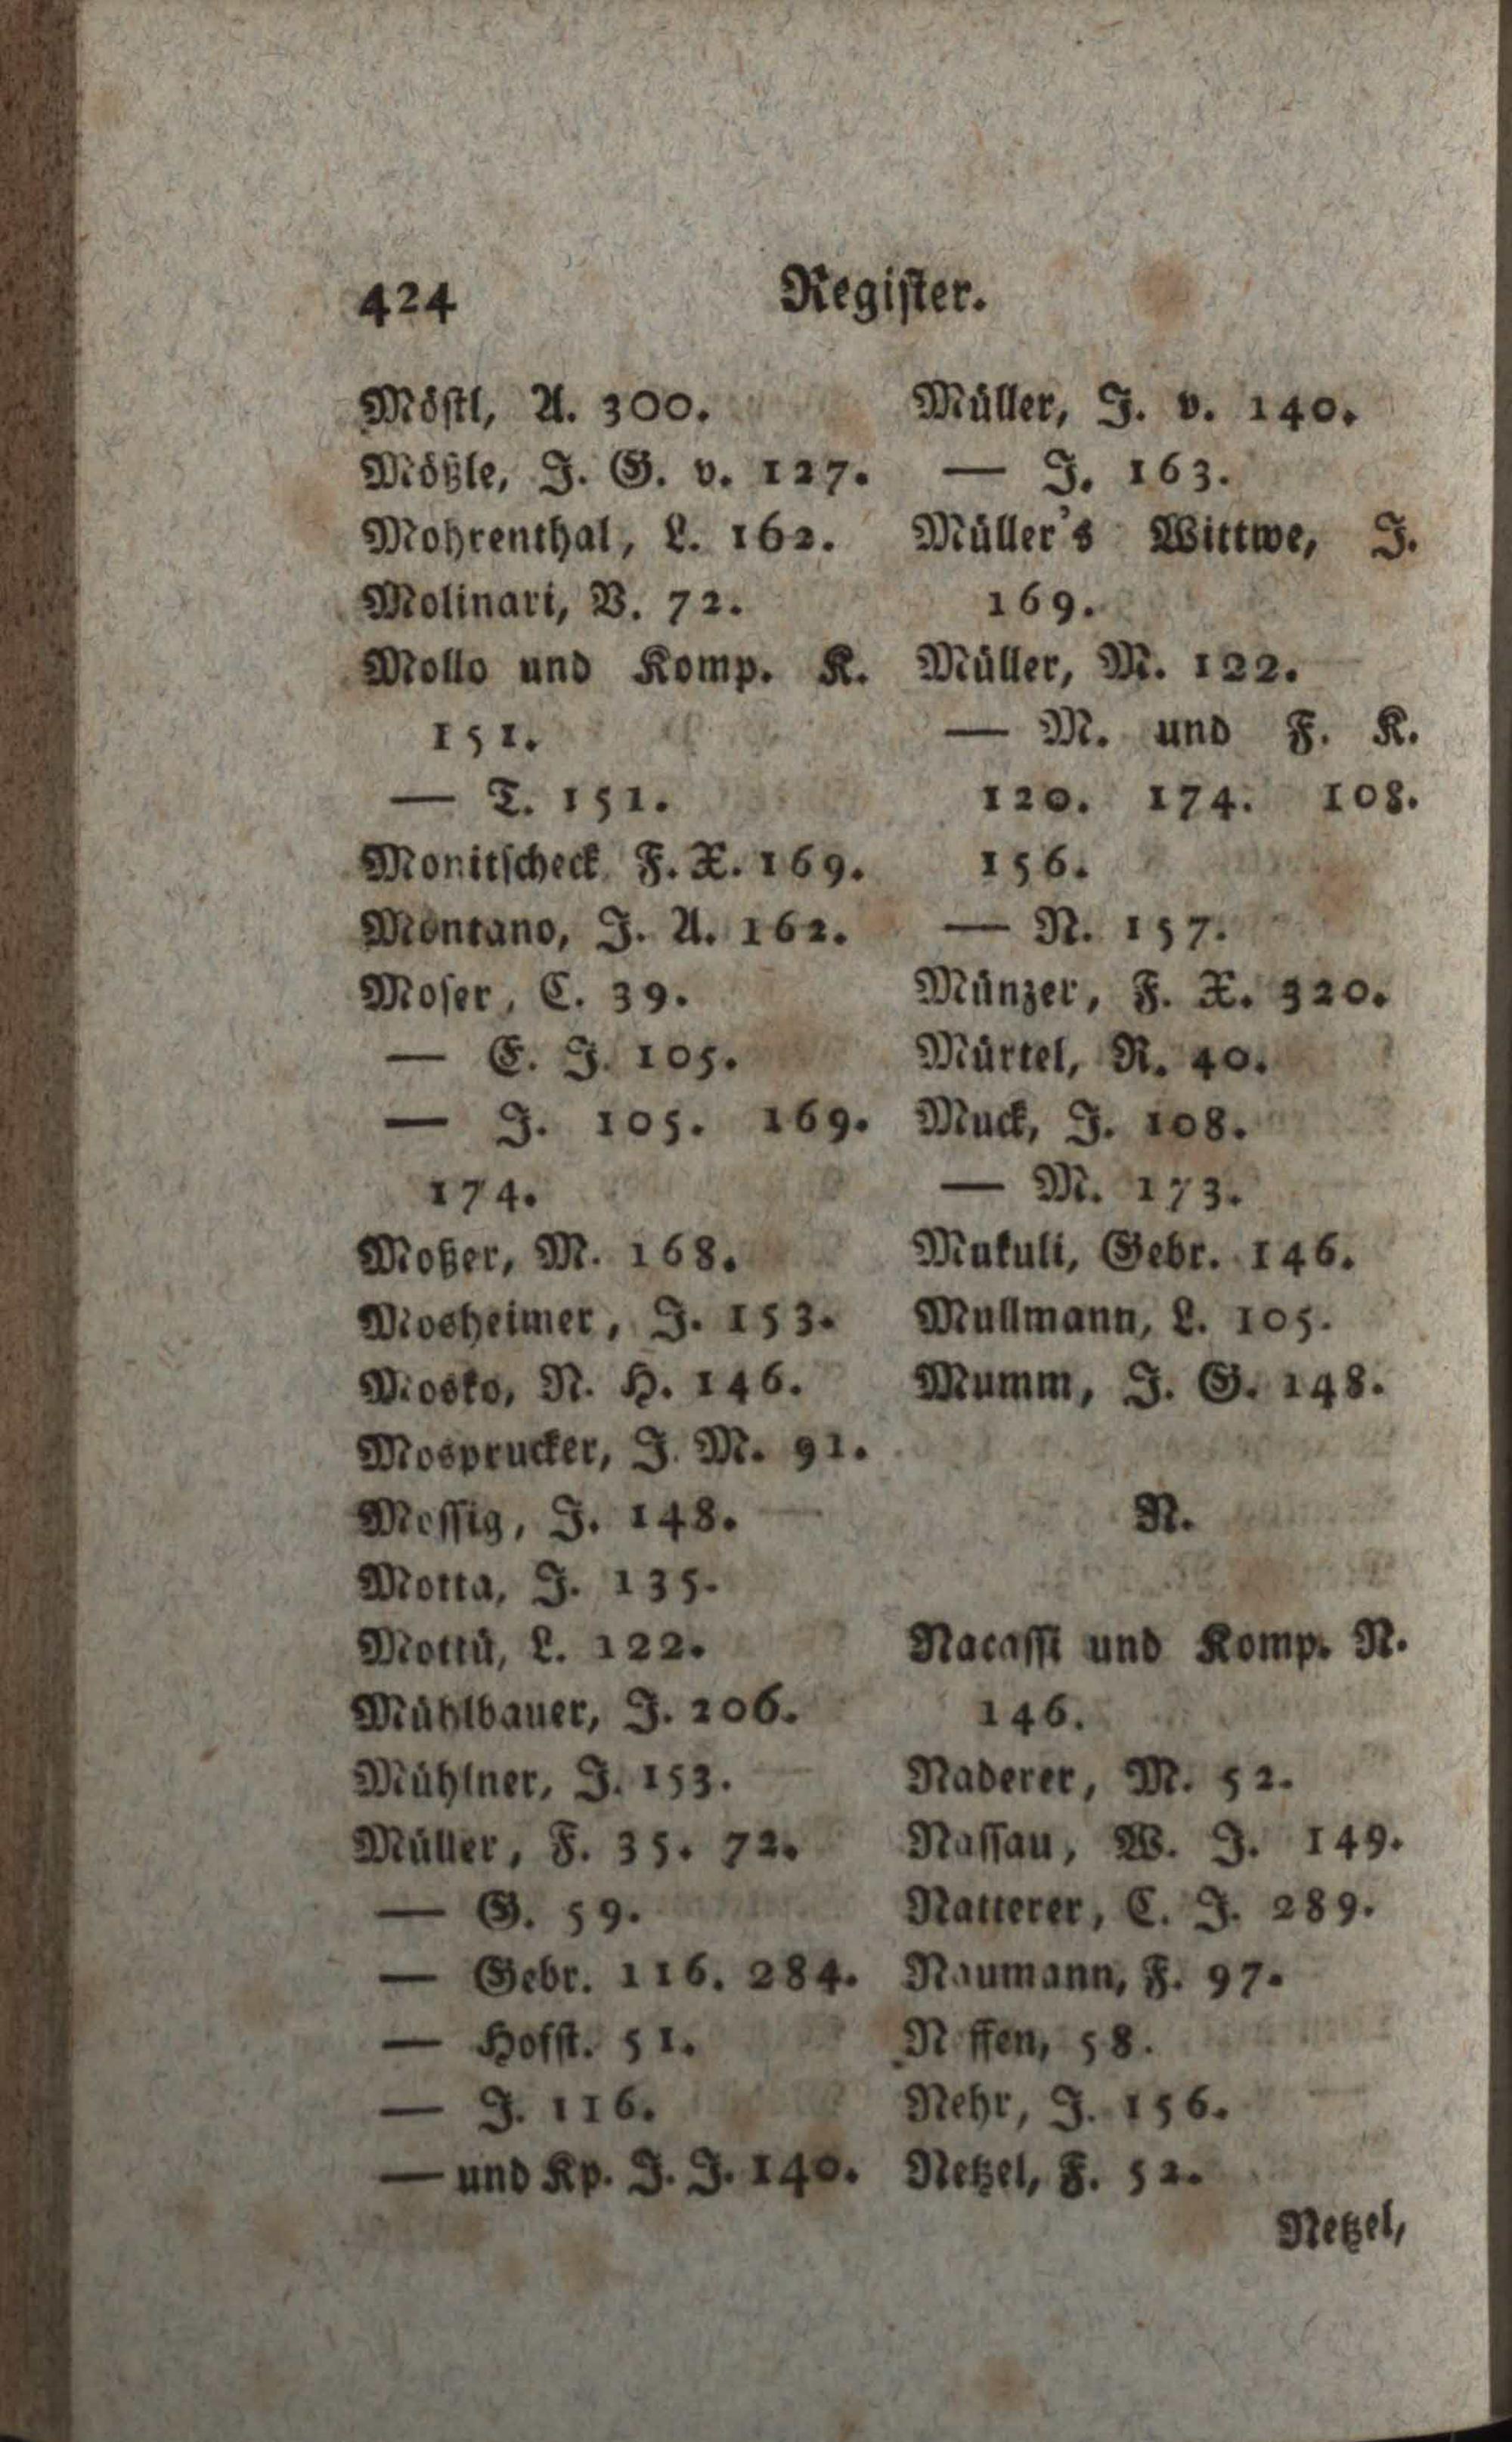 424
Register.
Möstl, A. 300.
Mößle, J. G. v. 127.
Mohrenthal, L. 162.
Molinari, B. 72.
Mollo und Komp. K.
151.
— T. 151.
Monitscheck F. X. 169.
Montano, J. A. 162.
Moser, C. 39.
— E. J. 105.
— J. 105. 169.
174.
Moßer, M. 168.
Mosheimer, J. 153.
Mosko, N. H. 146.
Mosprucker, J. M. 91.
Mossig, J. 148.
Motta, J. 135.
Mottü, L. 122.
Mühlbauer, J. 206.
Mühlner, J. 153.
Müller, F. 35. 72.
— G. 59.
— Gebr. 116. 284.
— Hofst. 51.
— J. 116.
— und Kp. J. J. 140.
Müller, J. v. 140.
— J. 163.
Müller's Wittwe, J.
169.
Müller, M. 122.
— M. und F. K.
120. 174. 108.
156.
— N. 157.
Münzer, F. X. 320.
Mürtel, R. 40.
Muck, J. 108.
— M. 173.
Mukuli, Gebr. 146.
Mullmann, L. 105.
Mumm, J. G. 148.
N.
Nacassi und Komp. N.
146.
Naderer, M. 52.
Nassau, W. J. 149.
Natterer, C. J. 289.
Naumann, F. 97.
N ffen, 58.
Nehr, J. 156.
Netzel, F. 52.
Netzel,